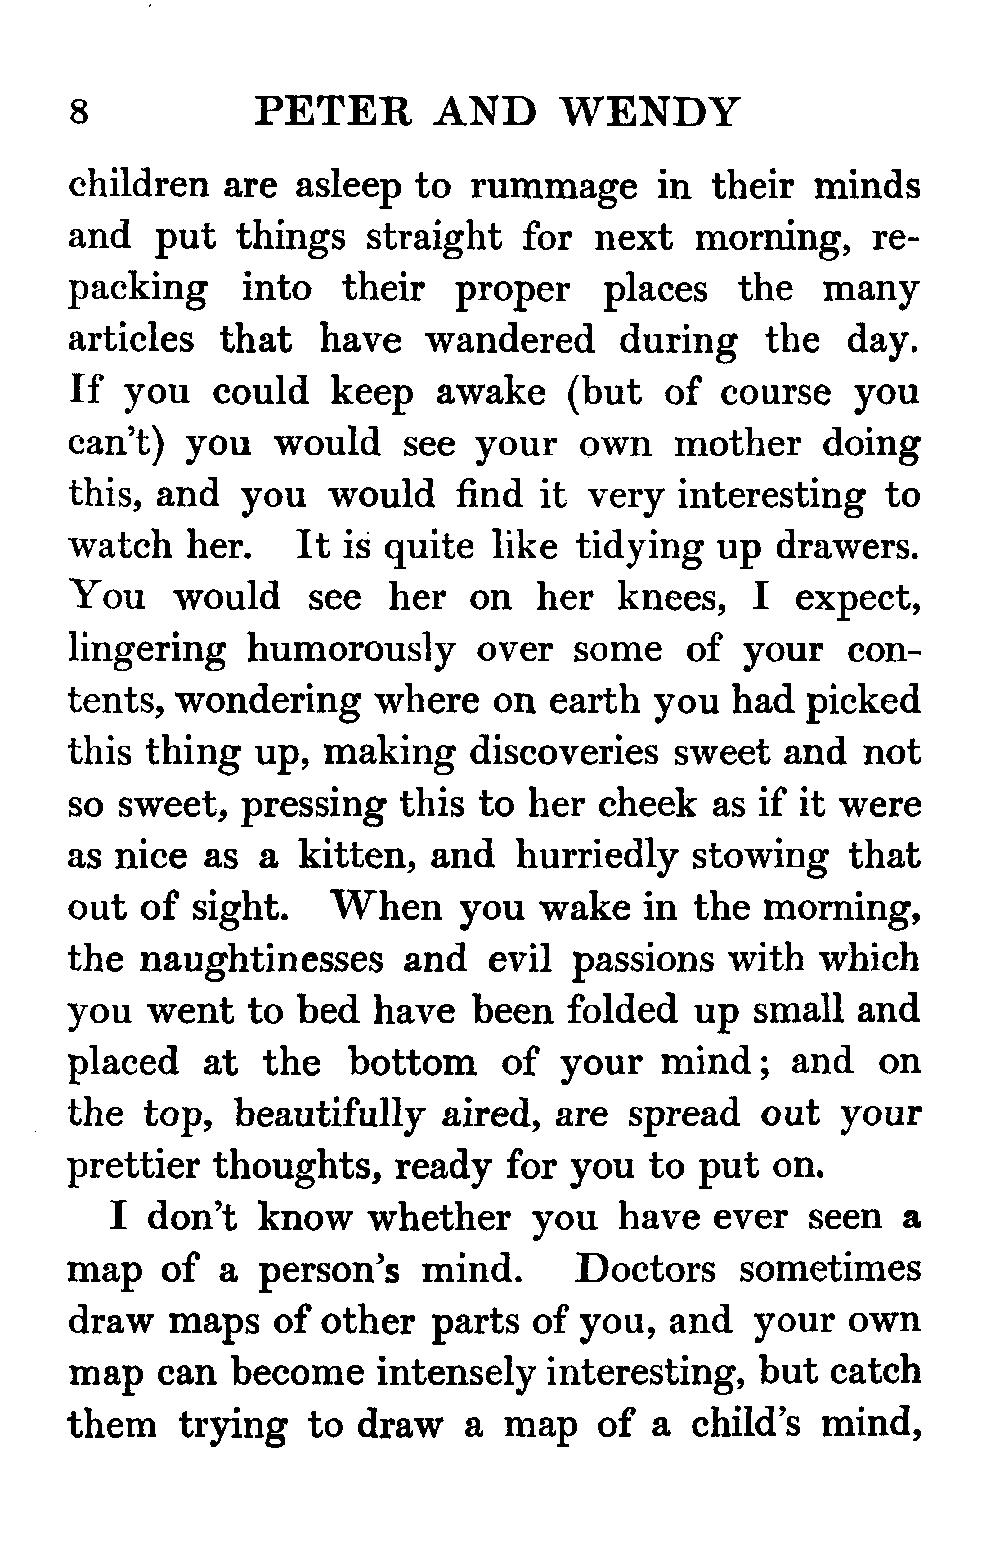 8 PETER AND WENDY
children are asleep to rummage in their minds
and put things straight for next morning, re-
packing into their proper places the many
articles that have wandered during the day.
If you could keep awake (but of course you
can't) you would see your own mother doing
this, and you would find it very interesting to
watch her. It is quite like tidying up drawers.
You would see her on her knees, I expect,
lingering humorously over some of your con-
tents, wondering where on earth you had picked
this thing up, making discoveries sweet and not
so sweet, pressing this to her cheek as if it were
as nice as a kitten, and hurriedly stowing that
out of sight. When you wake in the morning,
the naughtinesses and evil passions with which
you went to bed have been folded up small and
placed at the bottom of your mind; and on
the top, beautifully aired, are spread out your
prettier thoughts, ready for you to put on.
I don't know whether you have ever seen a
map of a person's mind. Doctors sometimes
draw maps of other parts of you, and your own
map can become intensely interesting, but catch
them trying to draw a map of a child's mind,